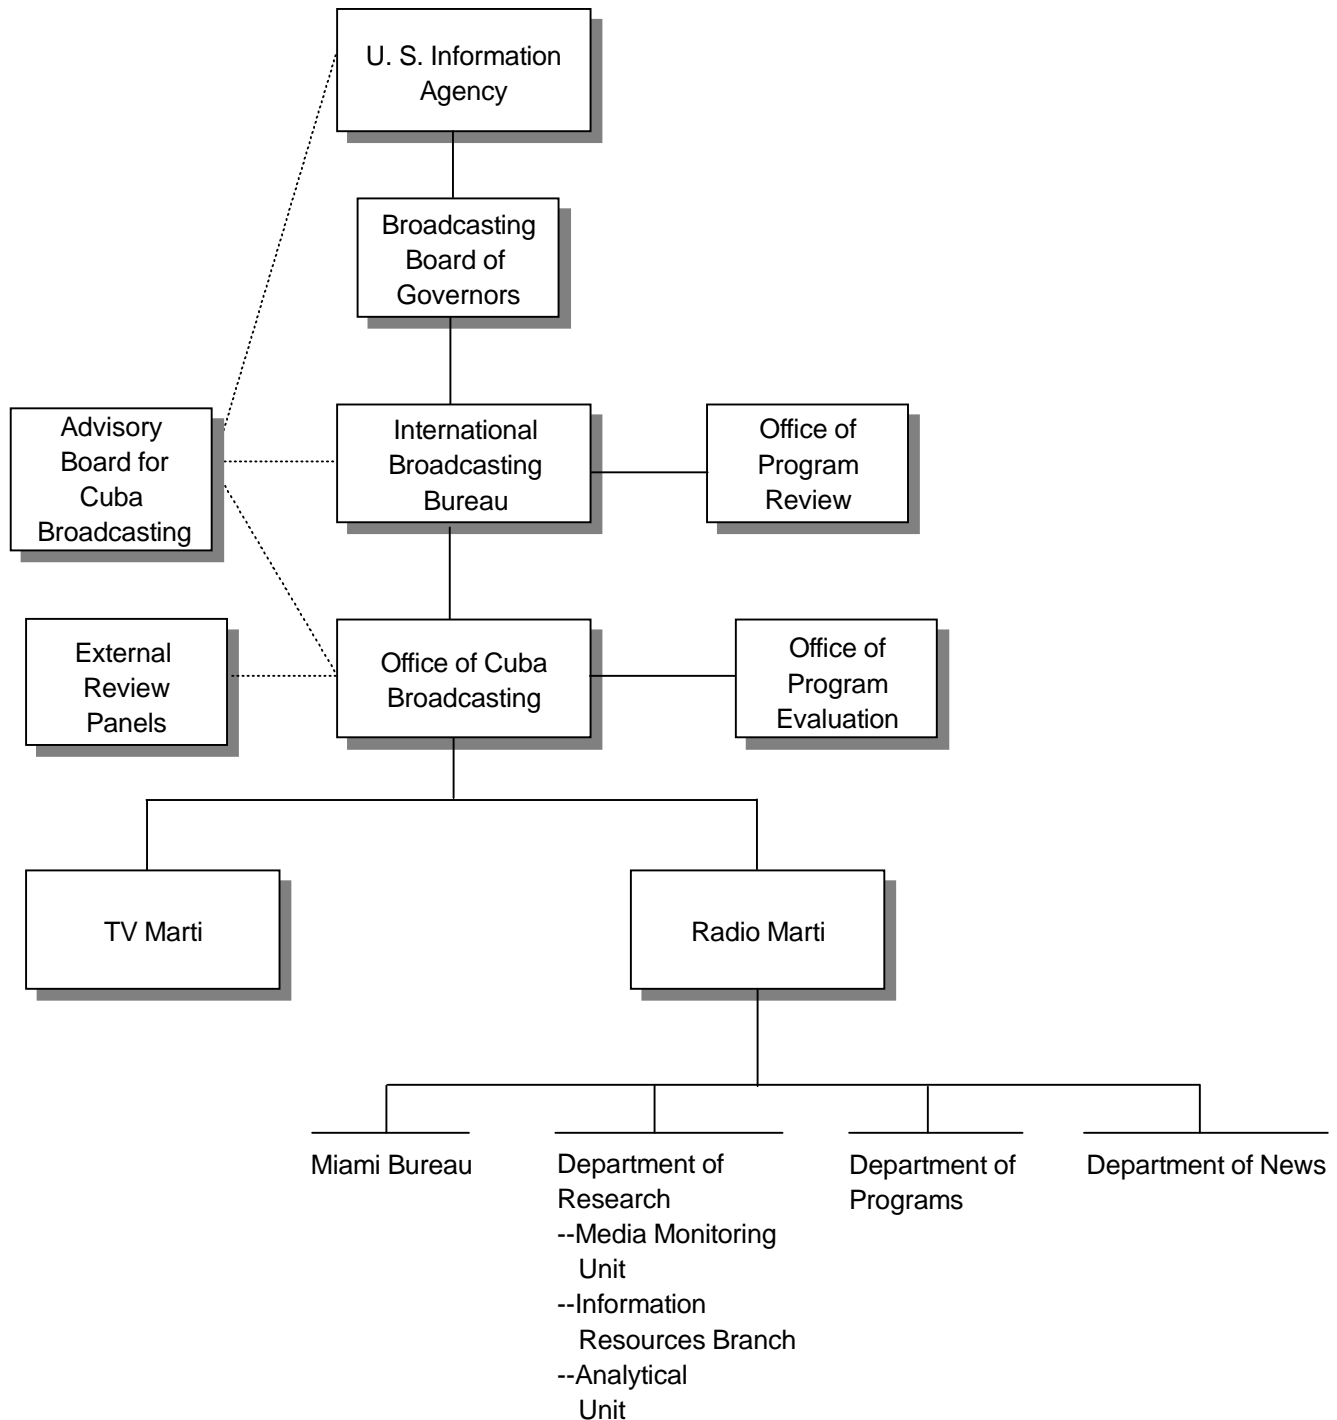 U. S. Information
Agency
Broadcasting
Board of
Governors
Advisory
Board for
Cuba
Broadcasting
International
Broadcasting
Bureau
Office of
Program
Review
External
Review
Panels
Office of Cuba
Broadcasting
Office of
Program
Evaluation
TV Marti
Radio Marti
Miami Bureau
Department of
Research
--Media Monitoring
Unit
--Information
Resources Branch
--Analytical
Unit
Department of
Programs
Department of News